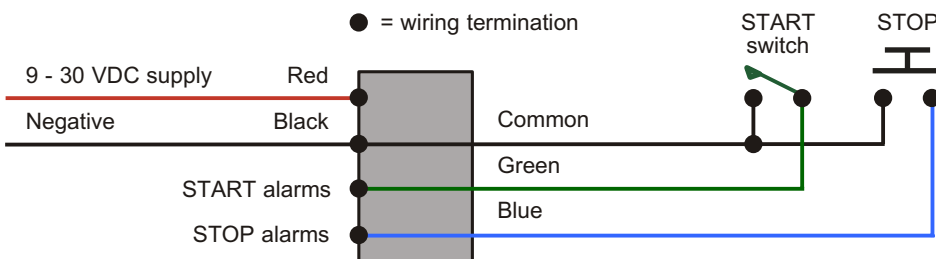 = wiring termination
START
switch
STOP
9 - 30 VDC supply
Red
Negative
Black
Common
START alarms
Green
STOP alarms
Blue